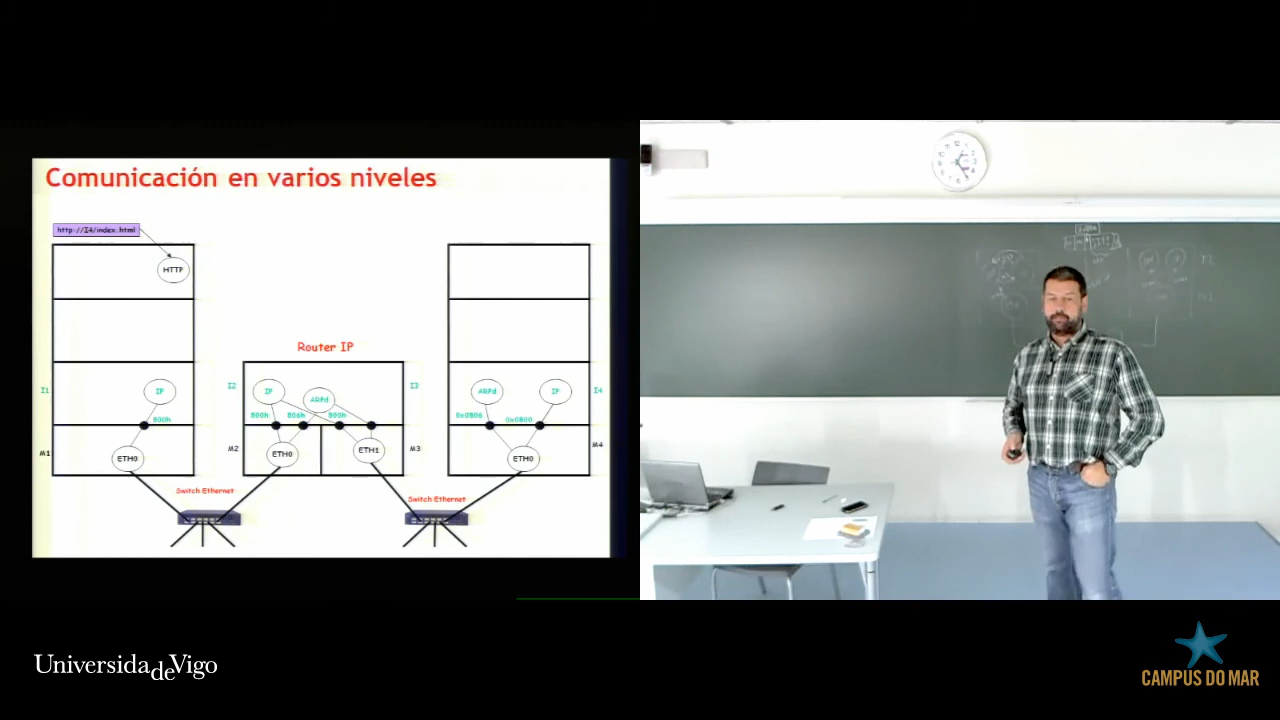 Comunicación en varios niveles
http://I4/index.html
HTTP
Router IP
I1
IP
I2
IP
ARPd
I3
ARPd
IP
I4
800h
800h
806h
800h
0x0806
0x0800
M1
ETH0
M2
ETH0
ETH1
M3
ETH0
M4
Switch Ethernet
Switch Ethernet
Universidade Vigo
CAMPUS DO MAR